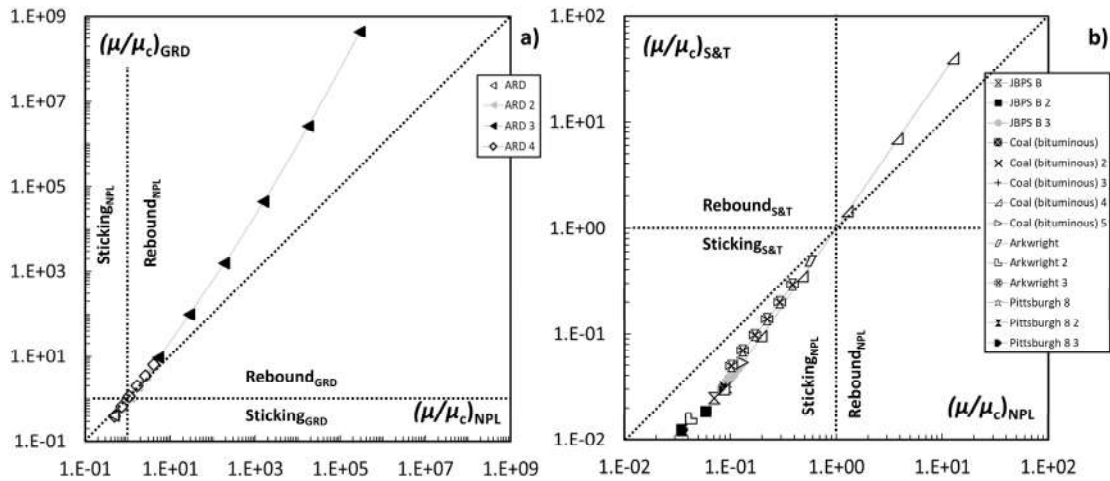 1.E+09
(μ/μc)GRD
a)
1.E+07
ARD
ARD 2
ARD 3
ARD 4
1.E+05
StickingNPL
ReboundNPL
1.E+03
1.E+01
ReboundGRD
StickingGRD
(μ/μc)NPL
1.E-01
1.E-01 1.E+01 1.E+03 1.E+05 1.E+07 1.E+09
1.E+02
(μ/μc)S&T
b)
JBPS B
JBPS B 2
JBPS B 3
Coal (bituminous)
Coal (bituminous) 2
Coal (bituminous) 3
Coal (bituminous) 4
Coal (bituminous) 5
Arkwright
Arkwright 2
Arkwright 3
Pittsburgh 8
Pittsburgh 8 2
Pittsburgh 8 3
1.E+01
ReboundS&T
1.E+00
StickingS&T
1.E-01
StickingNPL
ReboundNPL
(μ/μc)NPL
1.E-02
1.E-02 1.E-01 1.E+00 1.E+01 1.E+02